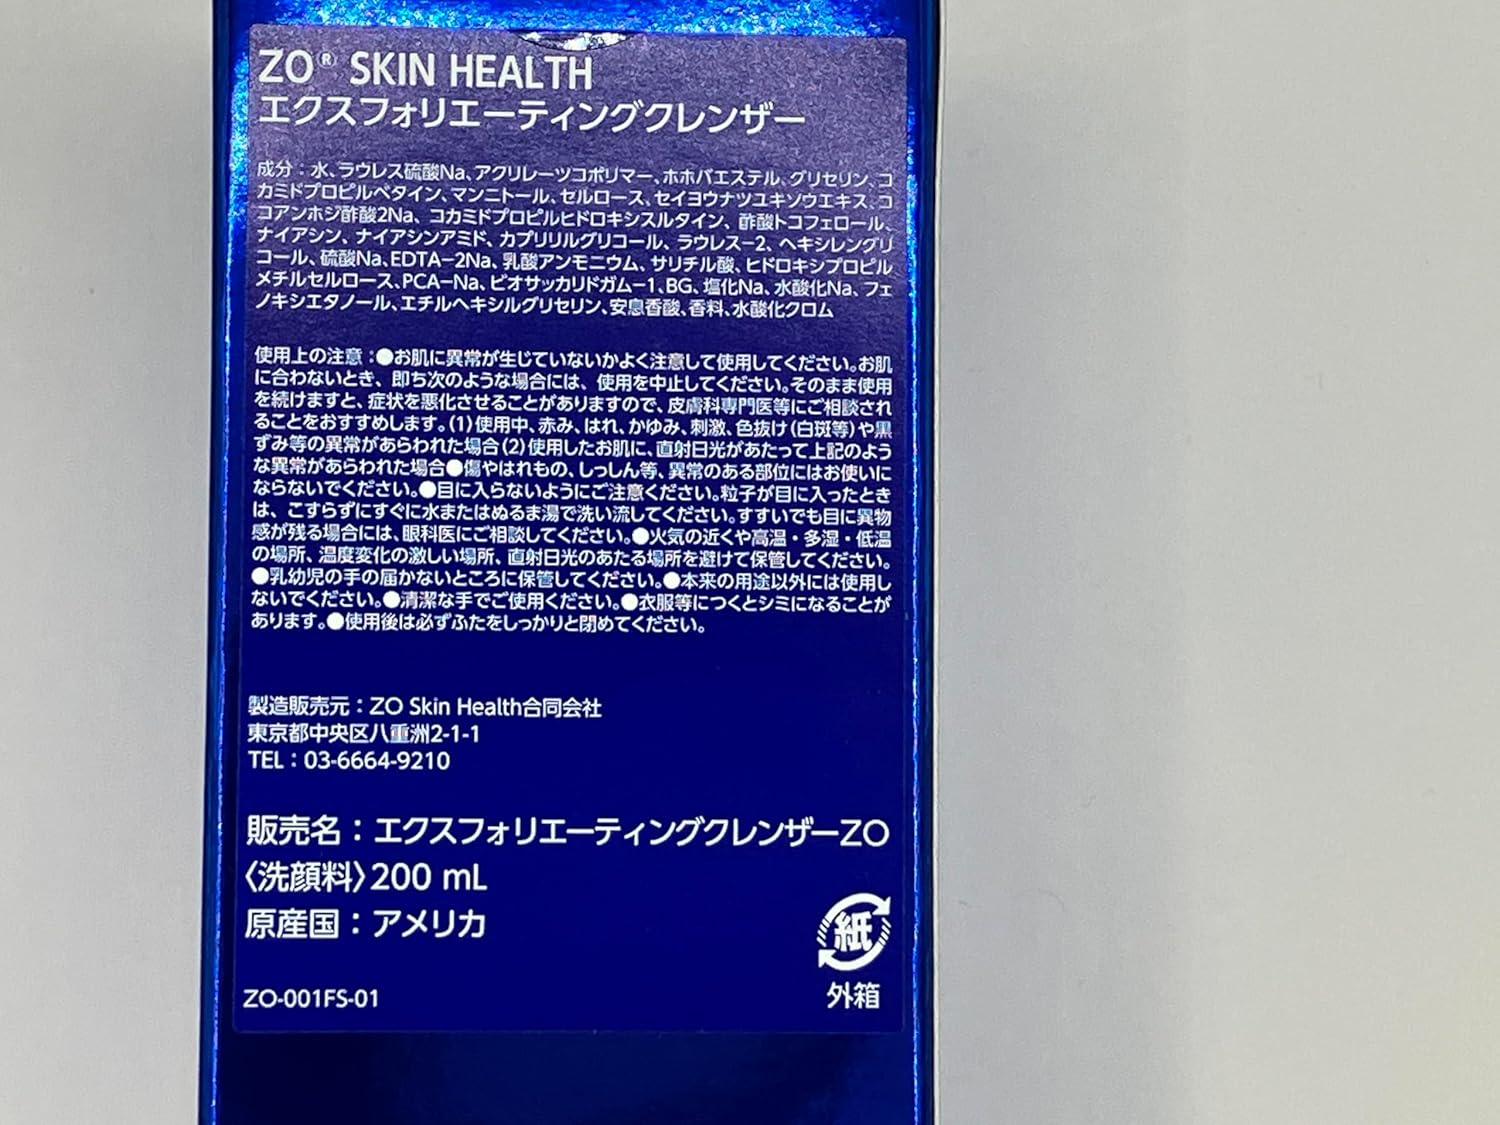 ZO® SKIN HEALTH
エクスフォリエーティングクレンザー
成分：水、ラウレス硫酸Na、アクリレーツコポリマー、ホホバエステル、グリセリン、コ
カミドプロピルベタイン、マンニトール、セルロース、セイヨウナツユキソウエキス、コ
コアンホジ酢酸2Na、コカミドプロピルヒドロキシスルタイン、酢酸トコフェロール、
ナイアシン、ナイアシンアミド、カプリリルグリコール、ラウレス−2、ヘキシレングリ
コール、硫酸Na、EDTA−2Na、乳酸アンモニウム、サリチル酸、ヒドロキシプロピル
メチルセルロース、PCA−Na、ビオサッカリドガム−1、BG、塩化Na、水酸化Na、フェ
ノキシエタノール、エチルヘキシルグリセリン、安息香酸、香料、水酸化クロム
使用上の注意：●お肌に異常が生じていないかよく注意して使用してください。お肌
に合わないとき、即ち次のような場合には、使用を中止してください。そのまま使用
を続けますと、症状を悪化させることがありますので、皮膚科専門医等にご相談され
ることをおすすめします。(1)使用中、赤み、はれ、かゆみ、刺激、色抜け(白斑等)や黒
ずみ等の異常があらわれた場合(2)使用したお肌に、直射日光があたって上記のよう
な異常があらわれた場合●傷やはれもの、しっしん等、異常のある部位にはお使いに
ならないでください。●目に入らないようにご注意ください。粒子が目に入ったとき
は、こすらずにすぐに水またはぬるま湯で洗い流してください。すすいでも目に異物
感が残る場合には、眼科医にご相談してください。●火気の近くや高温・多湿・低温
の場所、温度変化の激しい場所、直射日光のあたる場所を避けて保管してください。
●乳幼児の手の届かないところに保管してください。●本来の用途以外には使用し
ないでください。●清潔な手でご使用ください。●衣服等につくとシミになることが
あります。●使用後は必ずふたをしっかりと閉めてください。
製造販売元：ZO Skin Health合同会社
東京都中央区八重洲2-1-1
TEL：03-6664-9210
販売名：エクスフォリエーティングクレンザーZO
〈洗顔料〉200 mL
原産国：アメリカ
紙
外箱
ZO-001FS-01